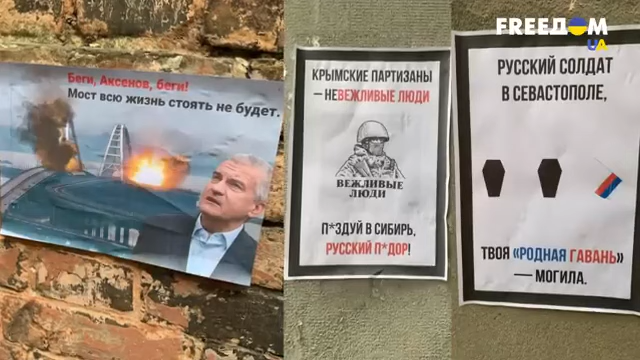 FREEDOM
UA
Беги, Аксенов, беги!
Мост всю жизнь стоять не будет.
КРЫМСКИЕ ПАРТИЗАНЫ
– НЕВЕЖЛИВЫЕ ЛЮДИ
ВЕЖЛИВЫЕ
ЛЮДИ
П*ЗДУЙ В СИБИРЬ,
РУССКИЙ П*ДОР!
РУССКИЙ СОЛДАТ
В СЕВАСТОПОЛЕ,
ТВОЯ «РОДНАЯ ГАВАНЬ»
— МОГИЛА.